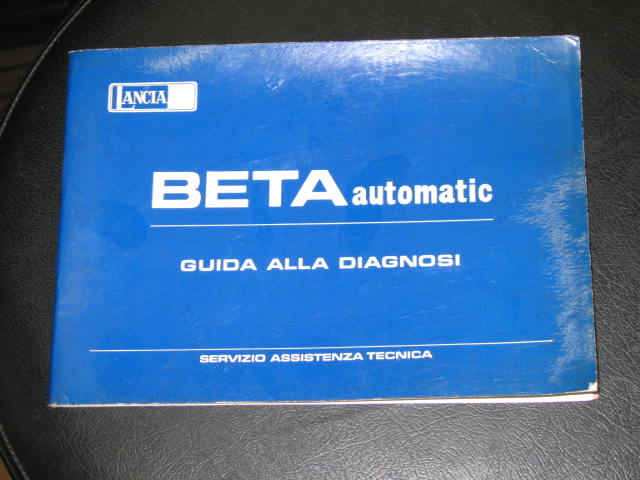 LANCIA
BETA automatic
GUIDA ALLA DIAGNOSI
SERVIZIO ASSISTENZA TECNICA